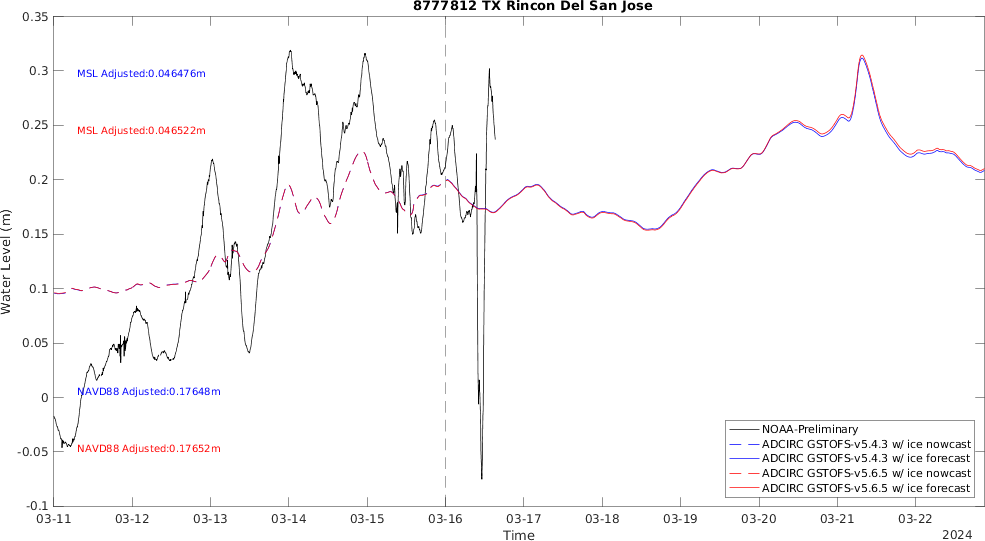 8777812 TX Rincon Del San Jose
0.35
0.3
0.25
0.2
0.15
0.1
0.05
0
-0.05
-0.1
Water Level (m)
MSL Adjusted:0.046476m
MSL Adjusted:0.046522m
NAVD88 Adjusted:0.17648m
NAVD88 Adjusted:0.17652m
NOAA-Preliminary
ADCIRC GSTOFS-v5.4.3 w/ ice nowcast
ADCIRC GSTOFS-v5.4.3 w/ ice forecast
ADCIRC GSTOFS-v5.6.5 w/ ice nowcast
ADCIRC GSTOFS-v5.6.5 w/ ice forecast
03-11 03-12 03-13 03-14 03-15 03-16 03-17 03-18 03-19 03-20 03-21 03-22
Time
2024